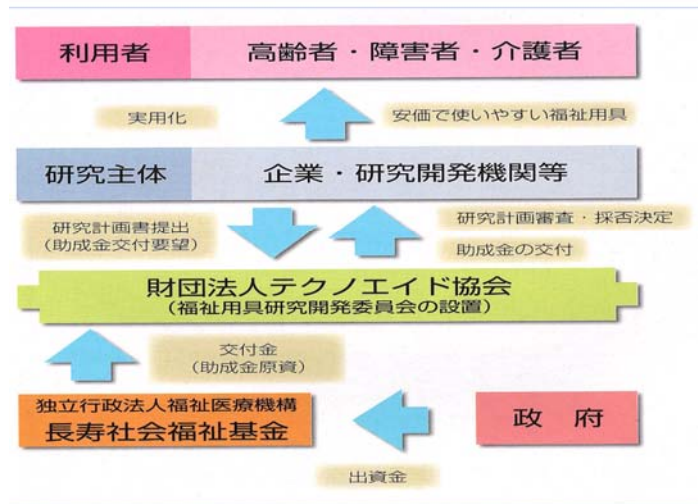 利用者 高齢者・障害者・介護者
実用化 安価で使いやすい福祉用具
研究主体 企業・研究開発機関等
研究計画書提出
(助成金交付要望)
研究計画審査・採否決定
助成金の交付
財団法人テクノエイド協会
(福祉用具研究開発委員会の設置)
交付金
(助成金原資)
独立行政法人福祉医療機構
長寿社会福祉基金
政 府
出資金